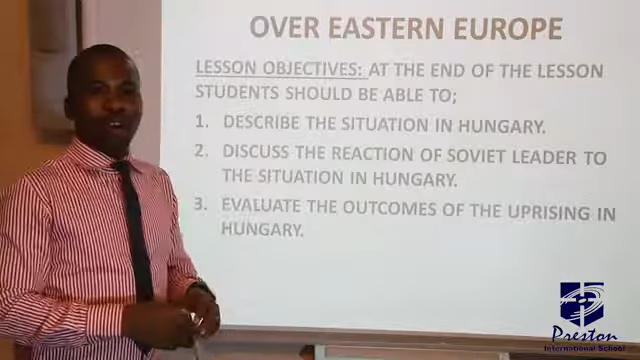 OVER EASTERN EUROPE
LESSON OBJECTIVES: AT THE END OF THE LESSON
STUDENTS SHOULD BE ABLE TO;
1. DESCRIBE THE SITUATION IN HUNGARY.
2. DISCUSS THE REACTION OF SOVIET LEADER TO
THE SITUATION IN HUNGARY.
3. EVALUATE THE OUTCOMES OF THE UPRISING IN
HUNGARY.
Preston
International School